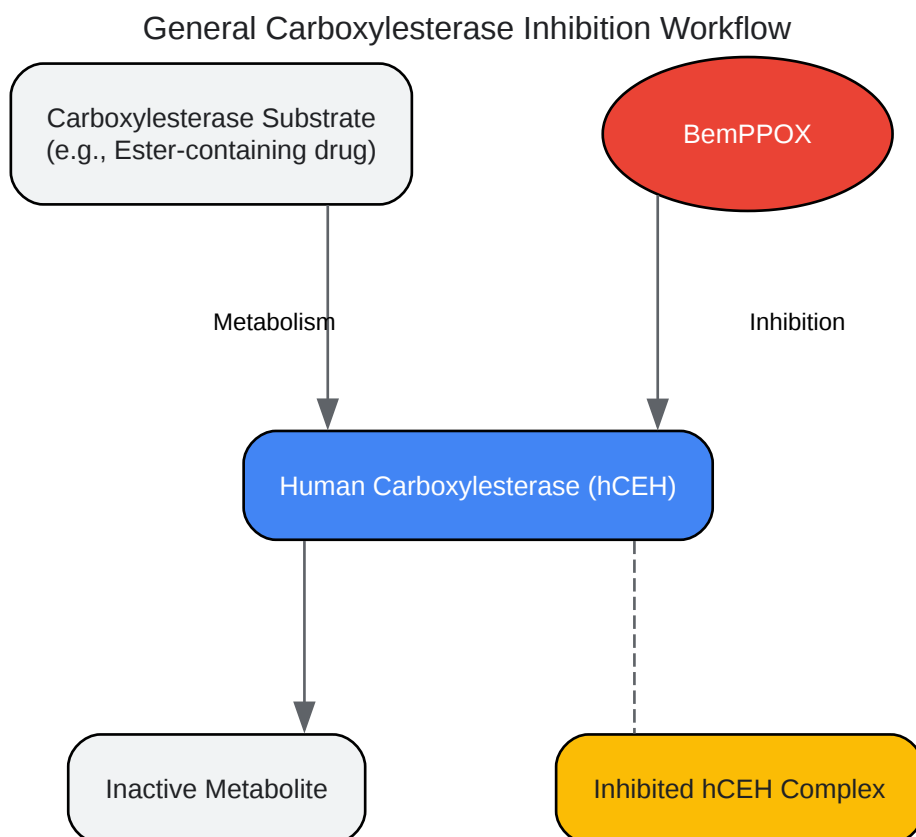 General Carboxylesterase Inhibition Workflow
Carboxylesterase Substrate
(e.g., Ester-containing drug)
BemPPOX
Metabolism
Inhibition
Human Carboxylesterase (hCEH)
Inactive Metabolite
Inhibited hCEH Complex